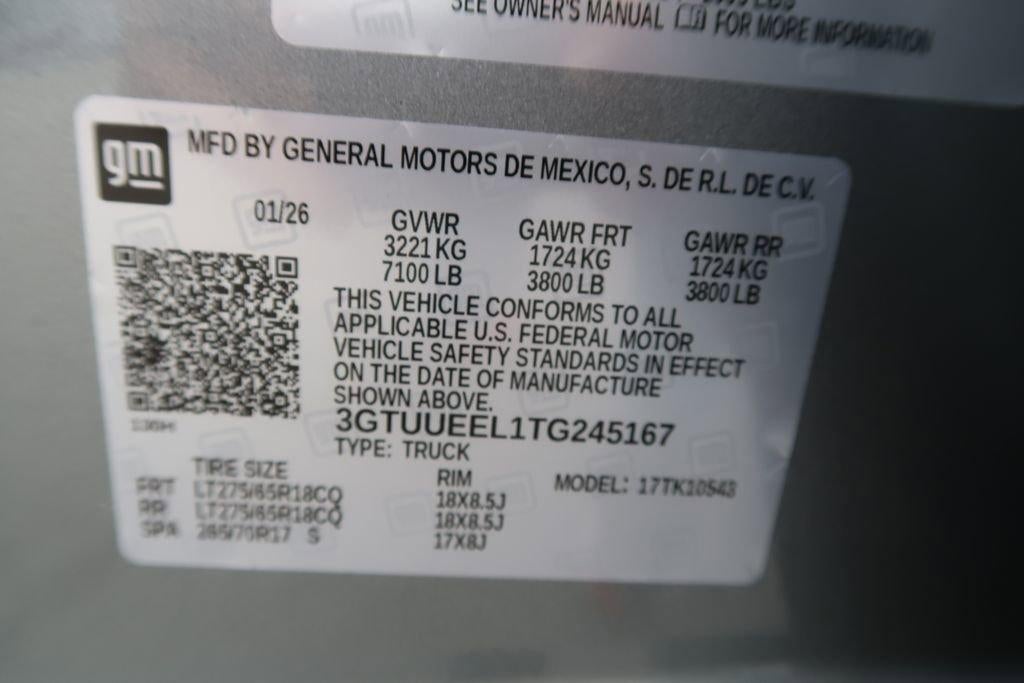 SEE OWNER'S MANUAL FOR MORE INFORMATION
gm
MFD BY GENERAL MOTORS DE MEXICO, S. DE R.L. DE C.V.
01/26
GVWR GAWR FRT GAWR RR
3221 KG 1724 KG 1724 KG
7100 LB 3800 LB 3800 LB
THIS VEHICLE CONFORMS TO ALL
APPLICABLE U.S. FEDERAL MOTOR
VEHICLE SAFETY STANDARDS IN EFFECT
ON THE DATE OF MANUFACTURE
SHOWN ABOVE.
3GTUUEEL1TG245167
TYPE: TRUCK
TIRE SIZE RIM MODEL: 17TK10543
FRT LT275/65R18CQ 18X8.5J
RR LT275/65R18CQ 18X8.5J
SPA 265/70R17 S 17X8J